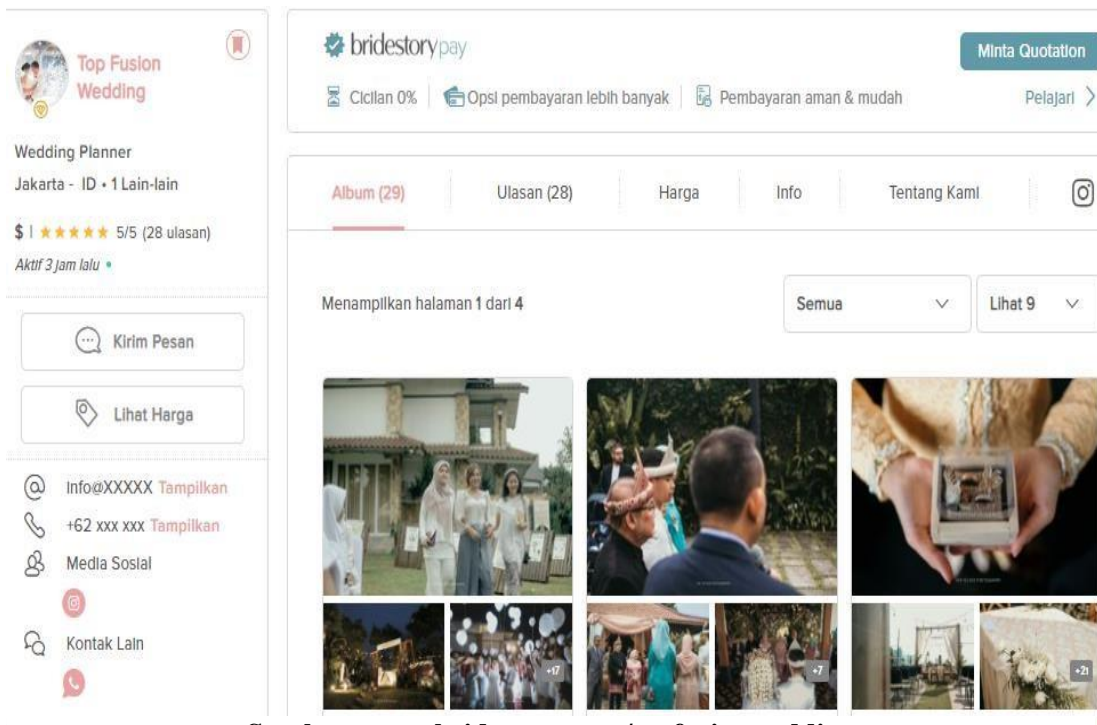 Top Fusion
Wedding
Wedding Planner
Jakarta - ID • 1 Lain-lain
$ | ★★★★★ 5/5 (28 ulasan)
Aktif 3 jam lalu •
Kirim Pesan
Lihat Harga
Info@XXXXX Tampilkan
+62 xxx xxx Tampilkan
Media Sosial
Kontak Lain
bridestorypay
Minta Quotation
Cicilan 0%
Opsi pembayaran lebih banyak
Pembayaran aman & mudah
Pelajari
Album (29)
Ulasan (28)
Harga
Info
Tentang Kami
Menampilkan halaman 1 dari 4
Semua
Lihat 9
+17
+7
+21